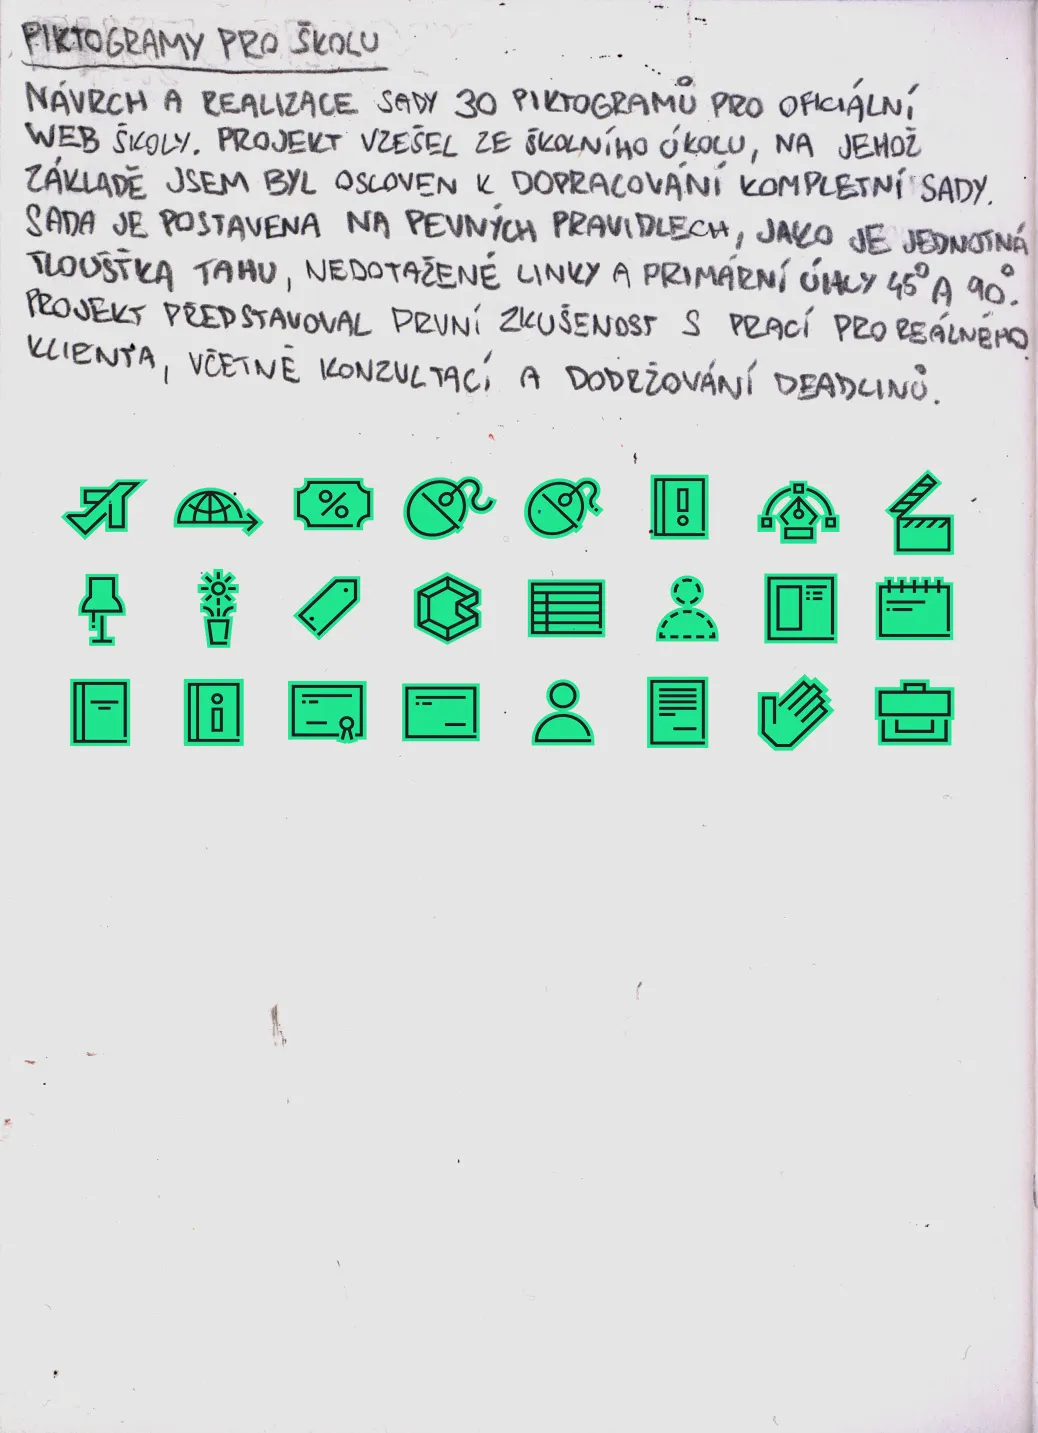 PIKTOGRAMY PRO ŠKOLU
NÁVRCH A REALIZACE SADY 30 PIKTOGRAMŮ PRO OFICIÁLNÍ
WEB ŠKOLY. PROJEKT VZEŠEL ZE ŠKOLNÍHO ÚKOLU, NA JEHOŽ
ZÁKLADĚ JSEM BYL OSLOVEN K DOPRACOVÁNÍ KOMPLETNÍ SADY.
SADA JE POSTAVENA NA PEVNÝCH PRAVIDLECH, JAKO JE JEDNOTNÁ
TLOUŠŤKA TAHU, NEDOTAŽENÉ LINKY A PRIMÁRNÍ ÚHLY 45° A 90°.
PROJEKT PŘEDSTAVOVAL PRVNÍ ZKUŠENOST S PRACÍ PRO REÁLNÉHO
KLIENTA, VČETNĚ KONZULTACÍ A DODRŽOVÁNÍ DEADLINŮ.